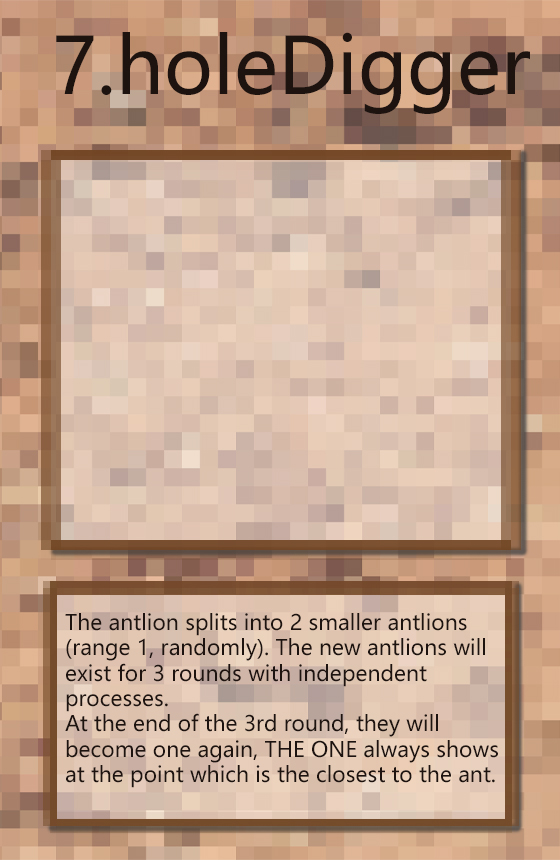 7.holeDigger
The antlion splits into 2 smaller antlions
(range 1, randomly). The new antlions will
exist for 3 rounds with independent
processes.
At the end of the 3rd round, they will
become one again, THE ONE always shows
at the point which is the closest to the ant.